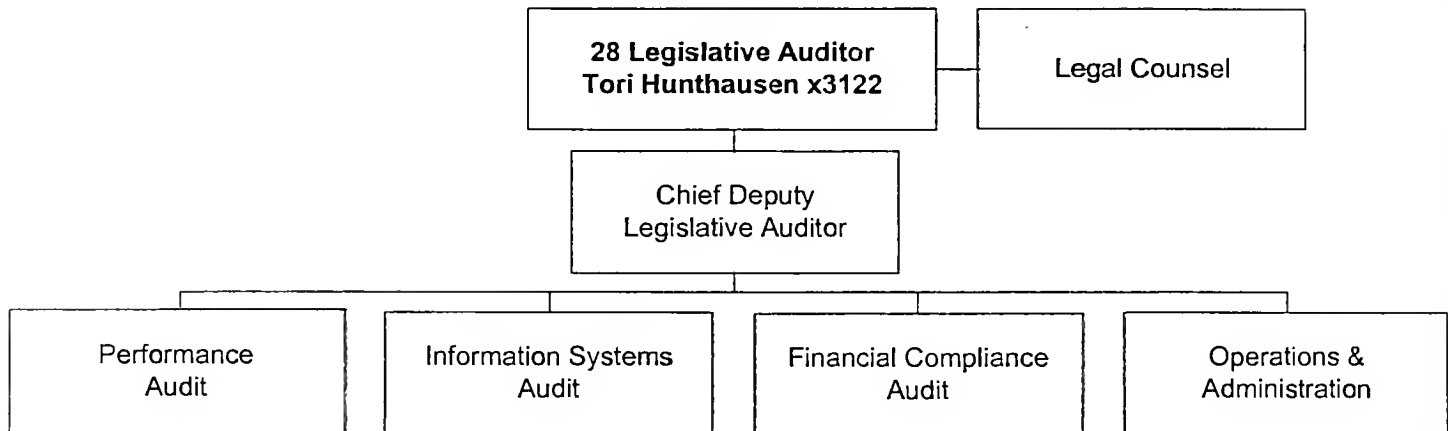 28 Legislative Auditor
Tori Hunthausen x3122
Legal Counsel
Chief Deputy
Legislative Auditor
Performance
Audit
Information Systems
Audit
Financial Compliance
Audit
Operations &
Administration